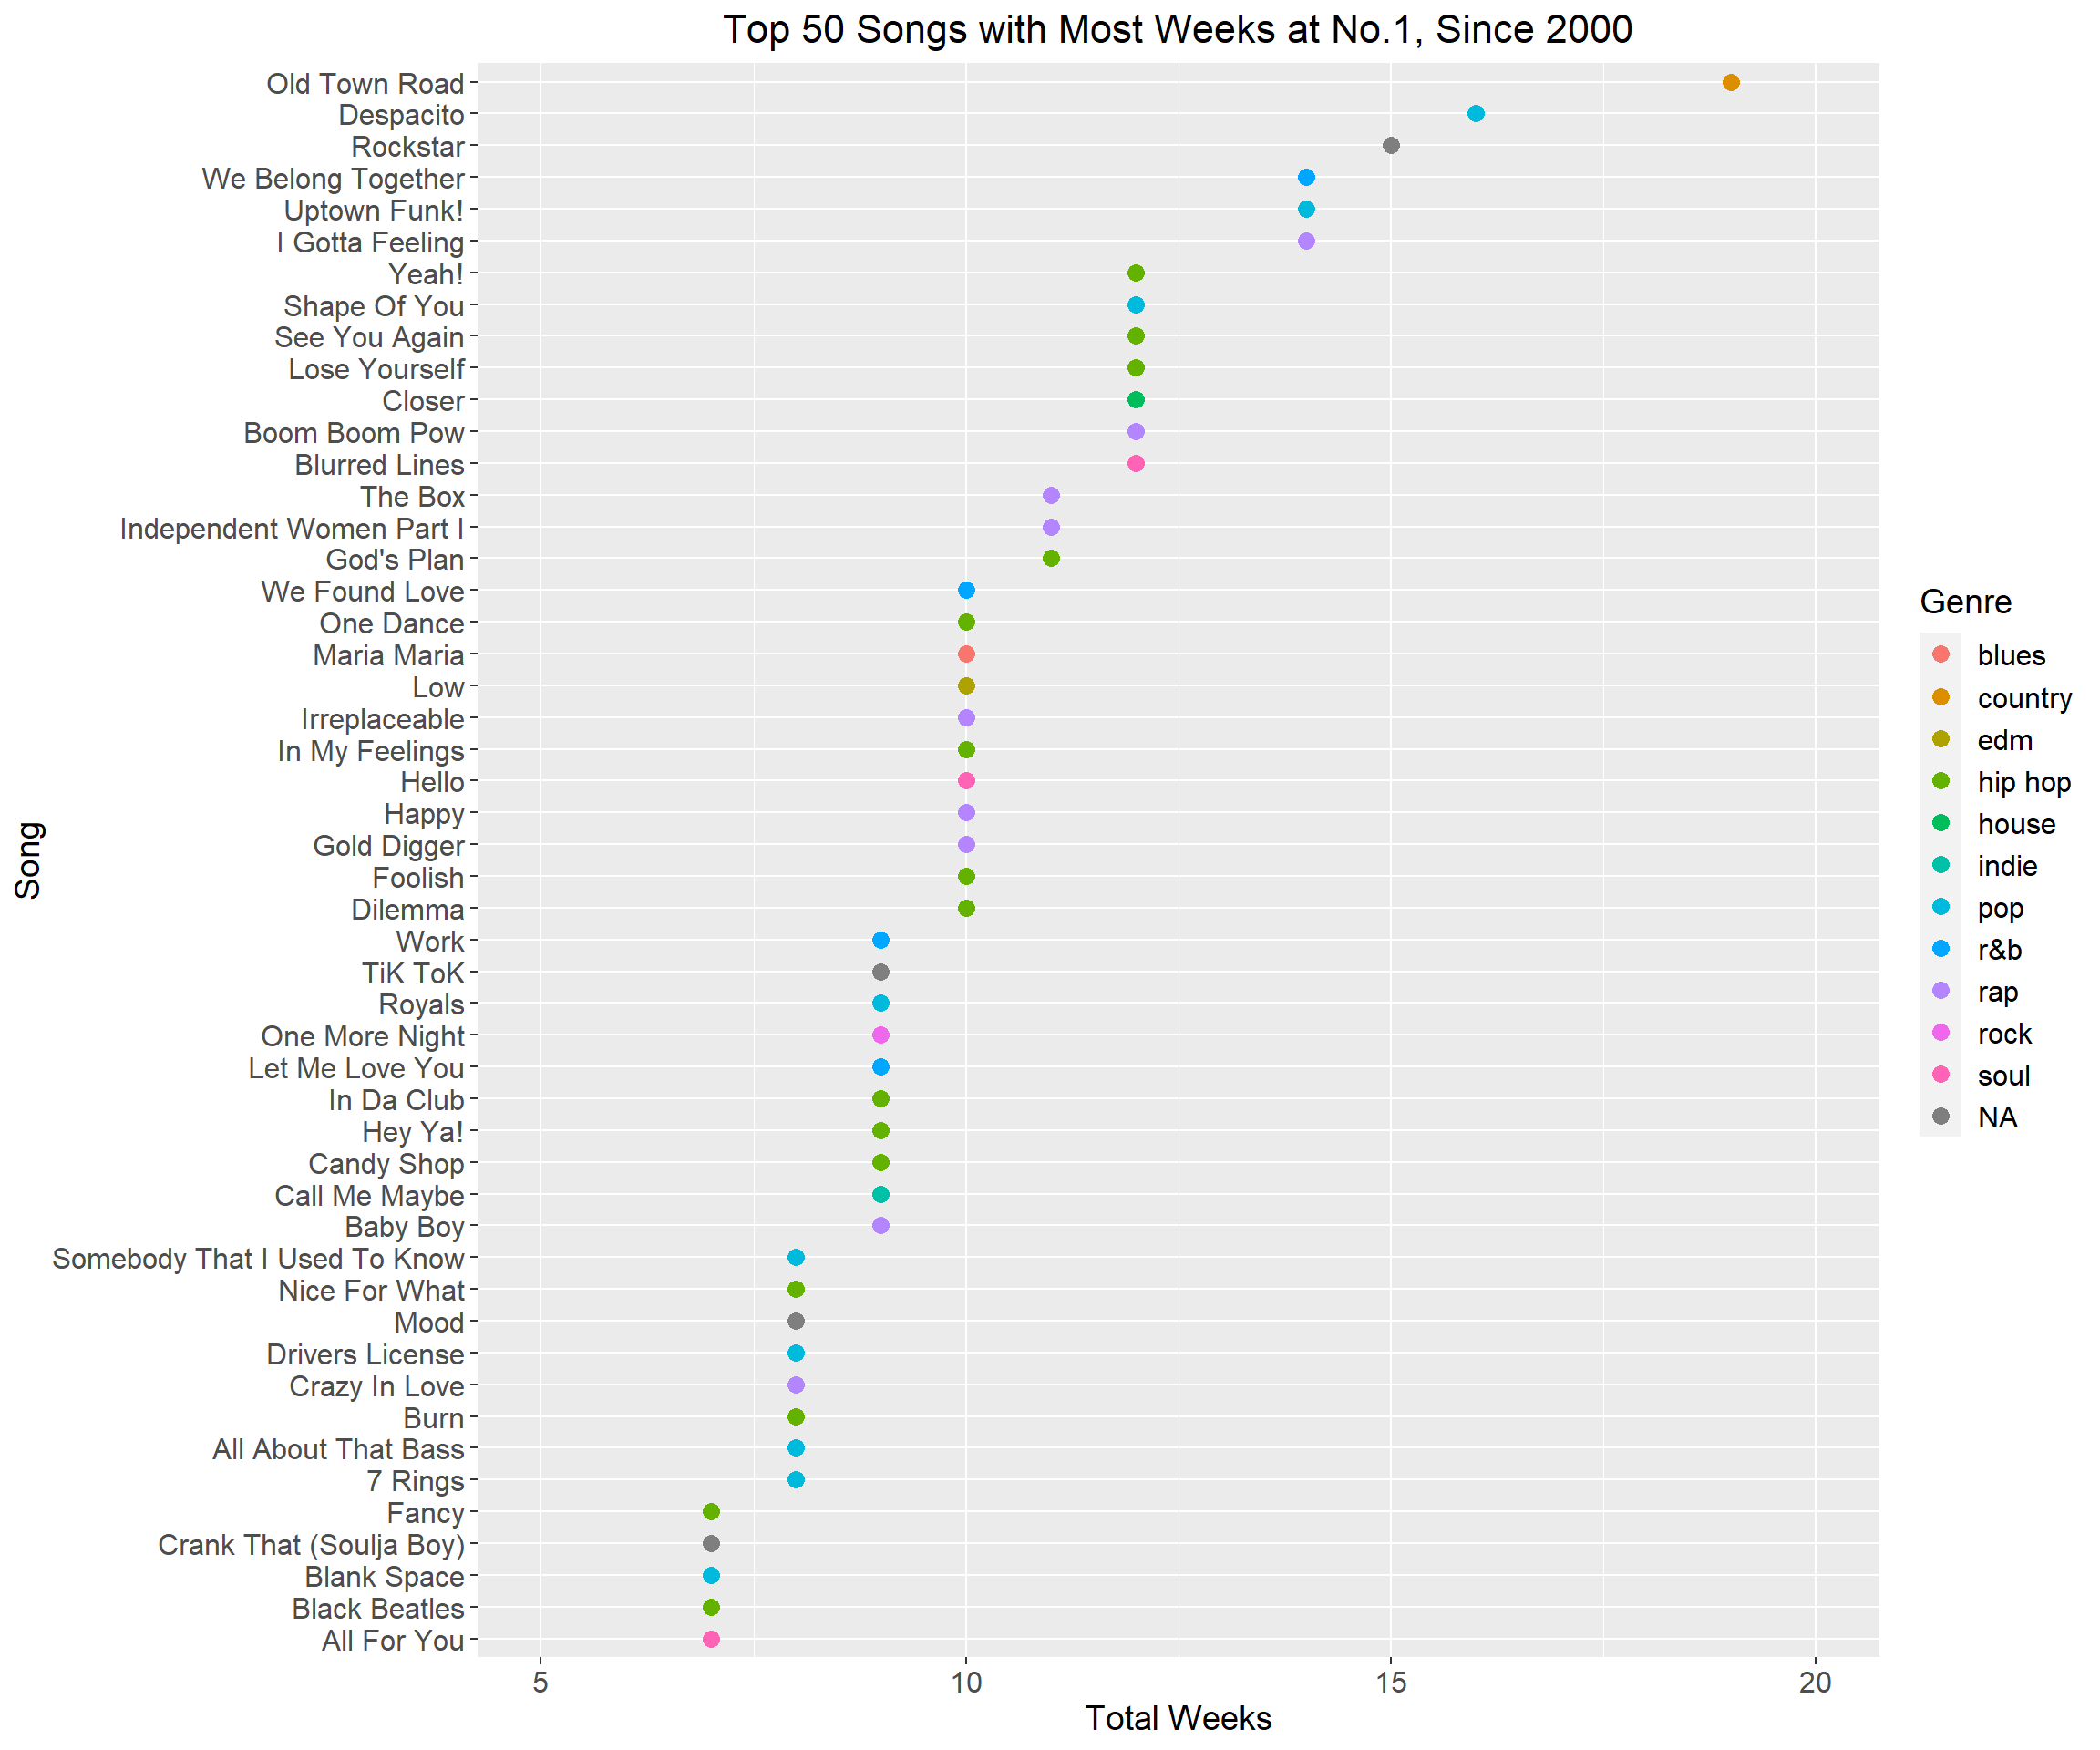 Top 50 Songs with Most Weeks at No.1, Since 2000
Song
Old Town Road
Despacito
Rockstar
We Belong Together
Uptown Funk!
I Gotta Feeling
Yeah!
Shape Of You
See You Again
Lose Yourself
Closer
Boom Boom Pow
Blurred Lines
The Box
Independent Women Part I
God's Plan
We Found Love
One Dance
Maria Maria
Low
Irreplaceable
In My Feelings
Hello
Happy
Gold Digger
Foolish
Dilemma
Work
TiK ToK
Royals
One More Night
Let Me Love You
In Da Club
Hey Ya!
Candy Shop
Call Me Maybe
Baby Boy
Somebody That I Used To Know
Nice For What
Mood
Drivers License
Crazy In Love
Burn
All About That Bass
7 Rings
Fancy
Crank That (Soulja Boy)
Blank Space
Black Beatles
All For You
5 10 15 20
Total Weeks
Genre
blues
country
edm
hip hop
house
indie
pop
r&b
rap
rock
soul
NA